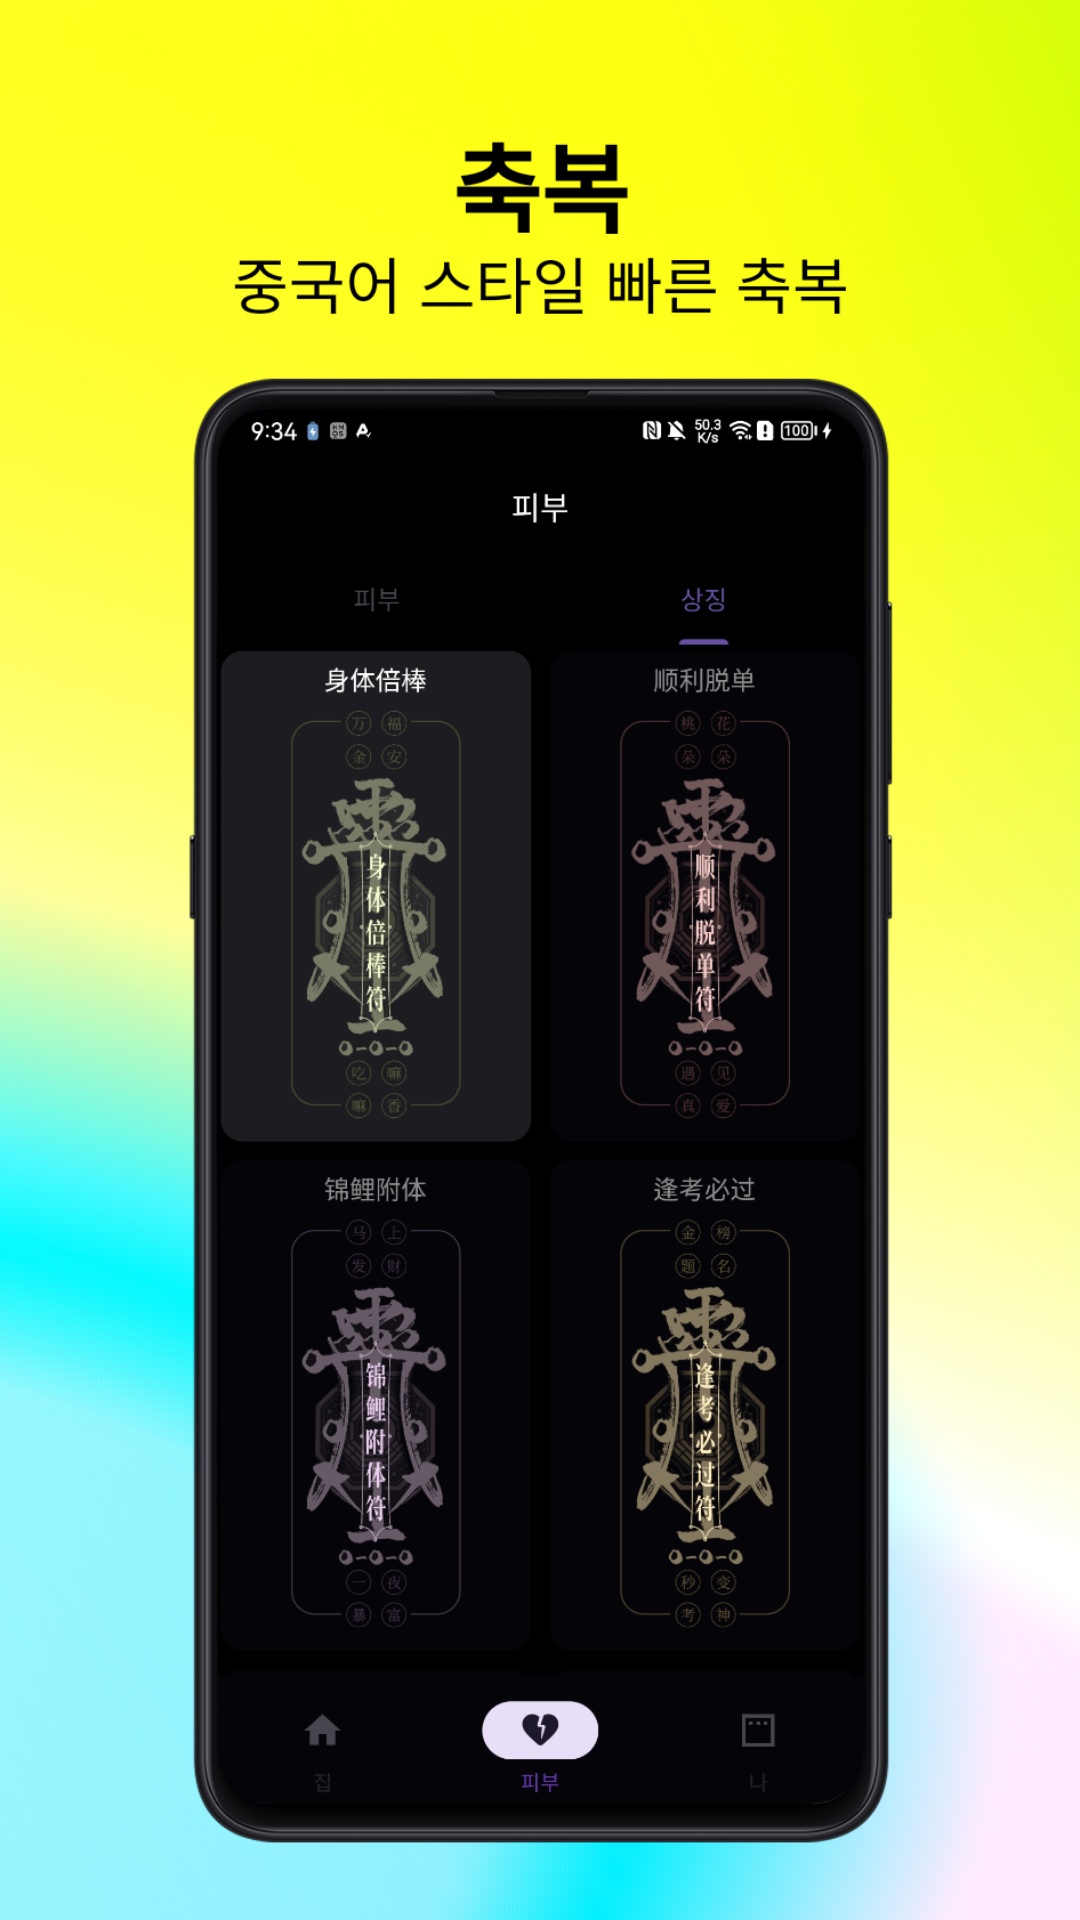 축복
중국어 스타일 빠른 축복
9:34
50.3
K/s
100
피부
피부 상징
身体倍棒
万 福
金 安
身体倍棒符
吃 嘛
嘛 香
顺利脱单
桃 花
朵 朵
顺利脱单符
遇 见
真 爱
锦鲤附体
马 上
发 财
锦鲤附体符
一 夜
暴 富
逢考必过
金 榜
题 名
逢考必过符
秒 变
考 神
집 피부 나